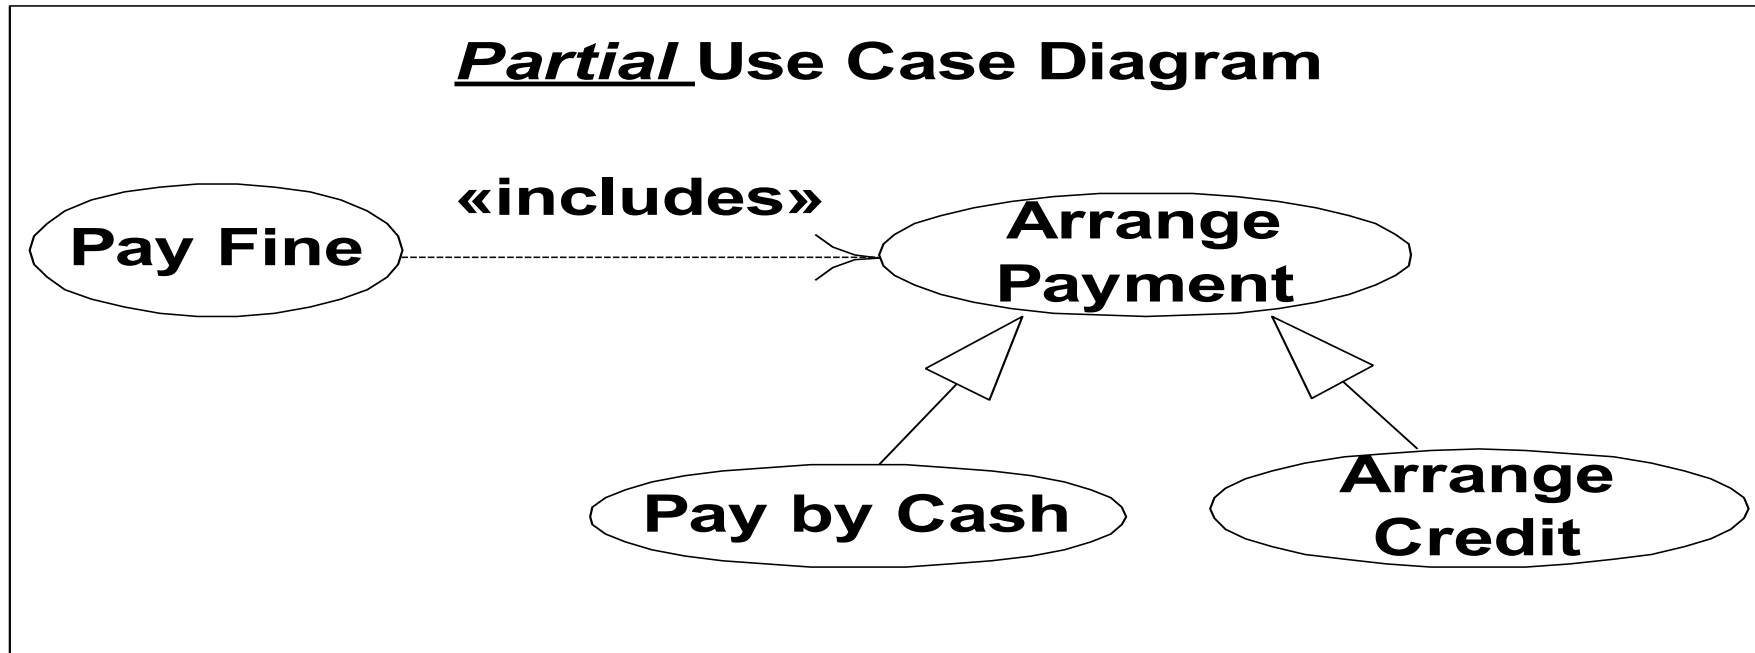 Partial Use Case Diagram
«includes»
Pay Fine
Arrange
Payment
Pay by Cash
Arrange
Credit